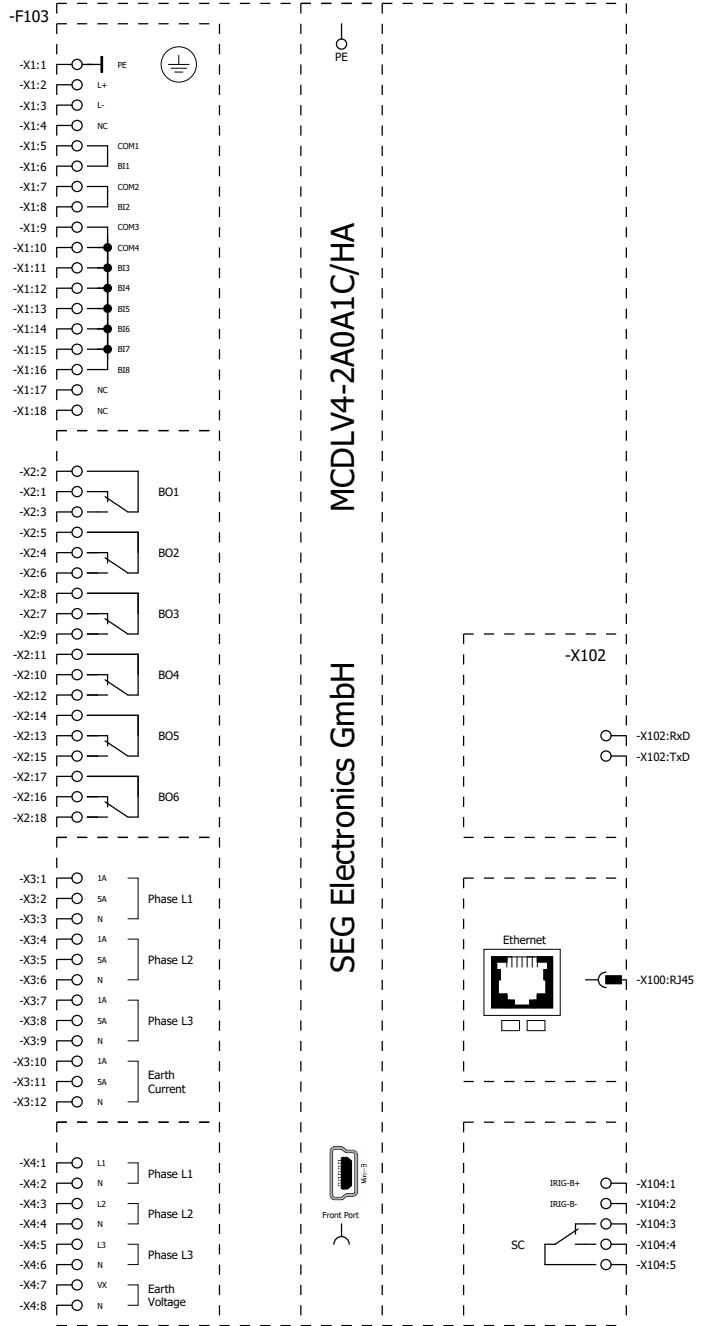 -F103
PE
-X1:1 PE
-X1:2 L+
-X1:3 L-
-X1:4 NC
-X1:5 COM1
-X1:6 BI1
-X1:7 COM2
-X1:8 BI2
-X1:9 COM3
-X1:10 COM4
-X1:11 BI3
-X1:12 BI4
-X1:13 BI5
-X1:14 BI6
-X1:15 BI7
-X1:16 BI8
-X1:17 NC
-X1:18 NC
-X2:2
-X2:1 BO1
-X2:3
-X2:5
-X2:4 BO2
-X2:6
-X2:8
-X2:7 BO3
-X2:9
-X2:11
-X2:10 BO4
-X2:12
-X2:14
-X2:13 BO5
-X2:15
-X2:17
-X2:16 BO6
-X2:18
-X3:1 1A
-X3:2 5A Phase L1
-X3:3 N
-X3:4 1A
-X3:5 5A Phase L2
-X3:6 N
-X3:7 1A
-X3:8 5A Phase L3
-X3:9 N
-X3:10 1A
-X3:11 5A Earth
Current
-X3:12 N
-X4:1 L1
Phase L1
-X4:2 N
-X4:3 L2
Phase L2
-X4:4 N
-X4:5 L3
Phase L3
-X4:6 N
-X4:7 VX
Earth
Voltage
-X4:8 N
MCDLV4-2A0A1C/HA
SEG Electronics GmbH
Mini-B
Front Port
-X102
-X102:RxD
-X102:TxD
Ethernet
-X100:RJ45
IRIG-B+ -X104:1
IRIG-B- -X104:2
-X104:3
SC -X104:4
-X104:5